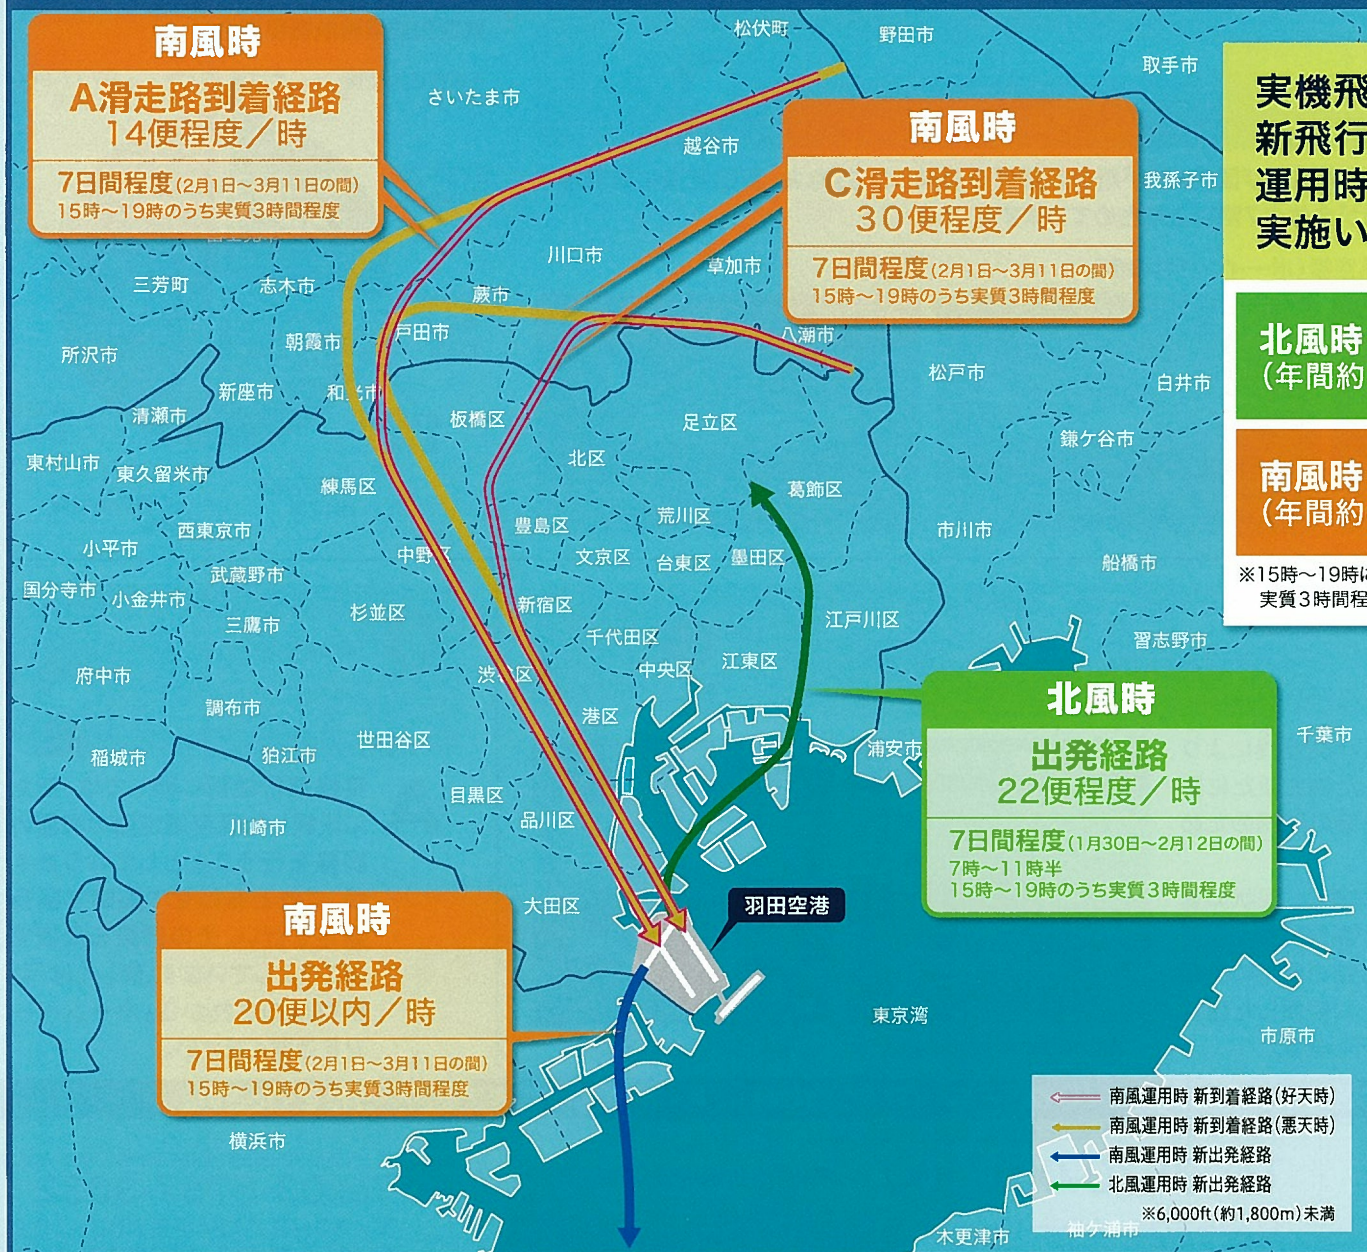 南風時
A滑走路到着経路
14便程度／時
7日間程度(2月1日～3月11日の間)
15時～19時のうち実質3時間程度
南風時
C滑走路到着経路
30便程度／時
7日間程度(2月1日～3月11日の間)
15時～19時のうち実質3時間程度
実機飛
新飛行
運用時
実施い
北風時
(年間約
南風時
(年間約
※15時～19時に
実質3時間程
松伏町
野田市
取手市
さいたま市
越谷市
我孫子市
川口市
草加市
三芳町
志木市
蕨市
戸田市
八潮市
朝霞市
所沢市
松戸市
白井市
新座市
和光市
清瀬市
板橋区
足立区
鎌ケ谷市
東村山市
東久留米市
北区
練馬区
葛飾区
豊島区
荒川区
西東京市
市川市
小平市
中野区
文京区
台東区
墨田区
船橋市
国分寺市
武蔵野市
小金井市
新宿区
杉並区
三鷹市
江戸川区
千代田区
習志野市
府中市
渋谷区
中央区
江東区
調布市
港区
世田谷区
浦安市
千葉市
稲城市
狛江市
目黒区
品川区
川崎市
大田区
北風時
出発経路
22便程度／時
7日間程度(1月30日～2月12日の間)
7時～11時半
15時～19時のうち実質3時間程度
羽田空港
南風時
出発経路
20便以内／時
7日間程度(2月1日～3月11日の間)
15時～19時のうち実質3時間程度
東京湾
市原市
横浜市
木更津市
袖ケ浦市
南風運用時 新到着経路(好天時)
南風運用時 新到着経路(悪天時)
南風運用時 新出発経路
北風運用時 新出発経路
※6,000ft(約1,800m)未満